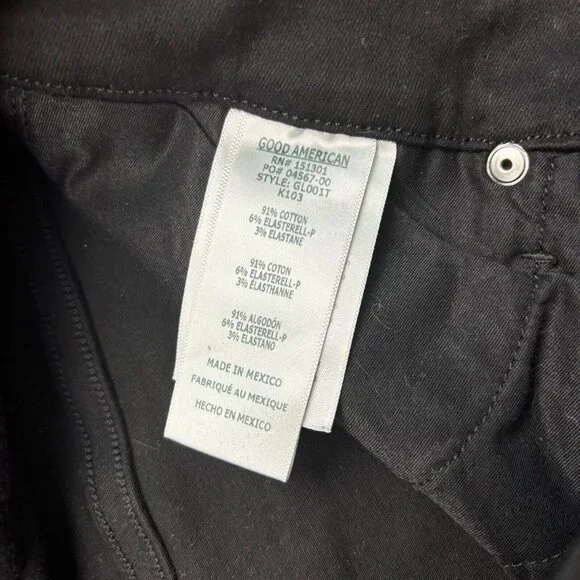 GOOD AMERICAN
RN# 151301
PO# 04567-00
STYLE: GL001T
K103
91% COTTON
6% ELASTERELL-P
3% ELASTANE
91% COTON
6% ELASTERELL-P
3% ELASTHANNE
91% ALGODÓN
6% ELASTERELL-P
3% ELASTANO
MADE IN MEXICO
FABRIQUÉ AU MEXIQUE
HECHO EN MEXICO